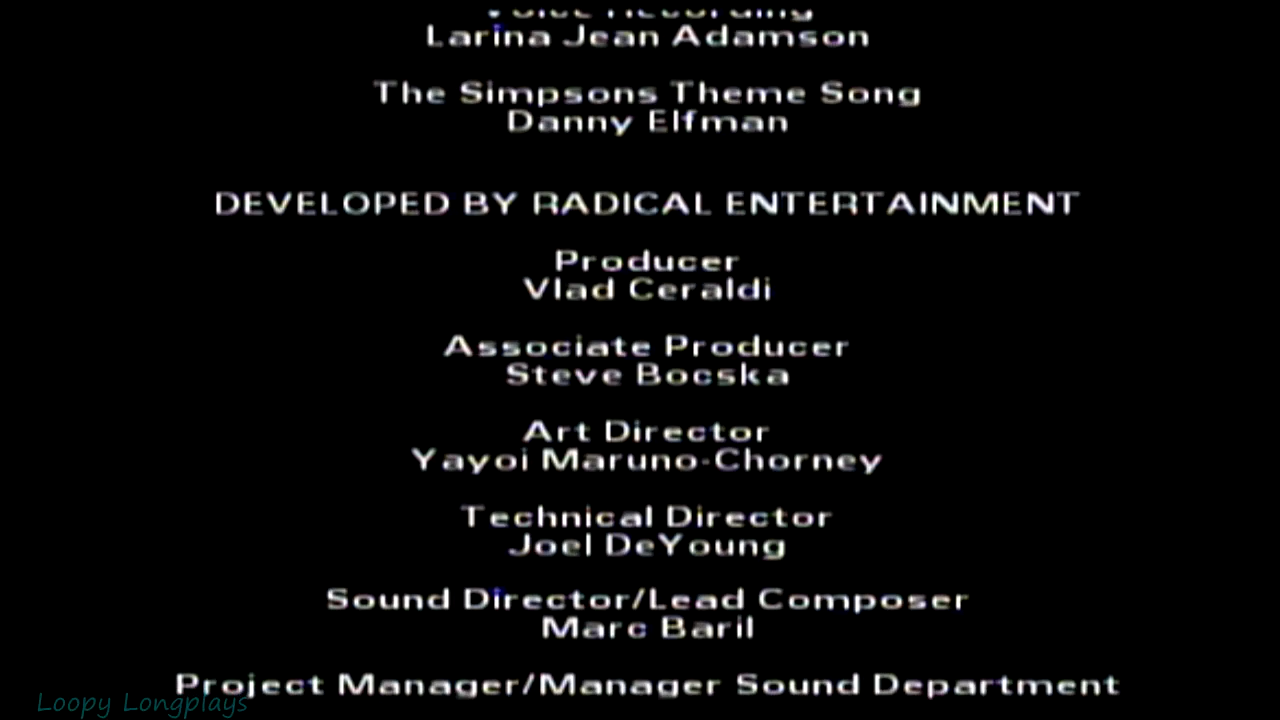 Voice Recording
Larina Jean Adamson
The Simpsons Theme Song
Danny Elfman
DEVELOPED BY RADICAL ENTERTAINMENT
Producer
Vlad Ceraldi
Associate Producer
Steve Bocska
Art Director
Yayoi Maruno-Chorney
Technical Director
Joel DeYoung
Sound Director/Lead Composer
Marc Baril
Project Manager/Manager Sound Department
Loopy Longplays